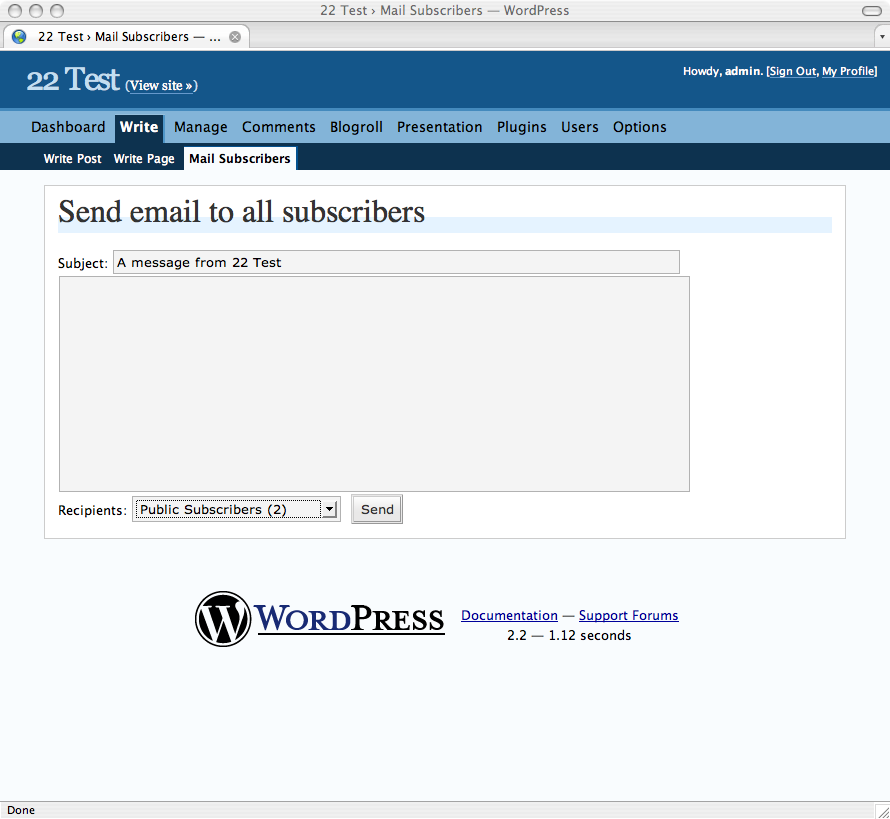 22 Test › Mail Subscribers — WordPress
22 Test › Mail Subscribers — ...
22 Test (View site »)
Howdy, admin. [Sign Out, My Profile]
Dashboard Write Manage Comments Blogroll Presentation Plugins Users Options
Write Post Write Page Mail Subscribers
Send email to all subscribers
Subject: A message from 22 Test
Recipients: Public Subscribers (2) Send
WORDPRESS
Documentation — Support Forums
2.2 — 1.12 seconds
Done